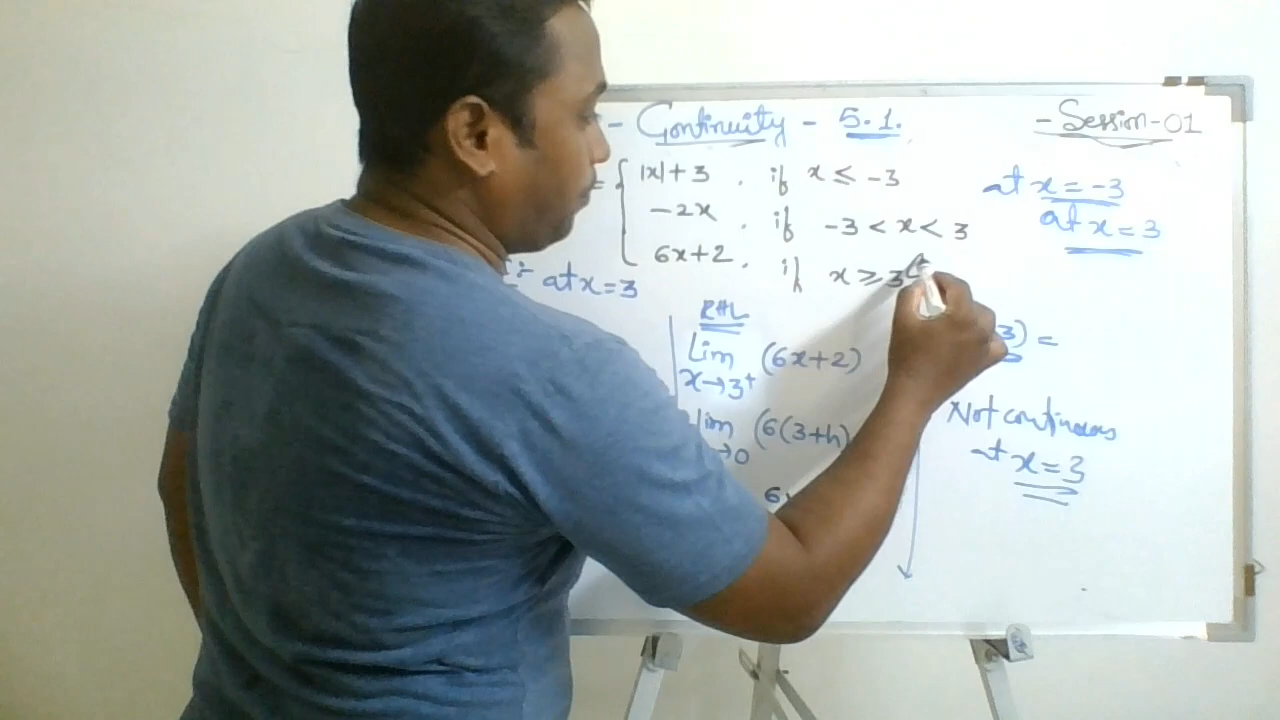 - Continuity - 5.1.
- Session-01
= { |x|+3 , if x ≤ -3
-2x , if -3 < x < 3
6x+2 , if x ≥ 3
at x = -3
at x = 3
at x=3
RHL
Lim (6x+2)
x→3⁺
lim (6(3+h)
→0
3) =
Not continuous
at x = 3